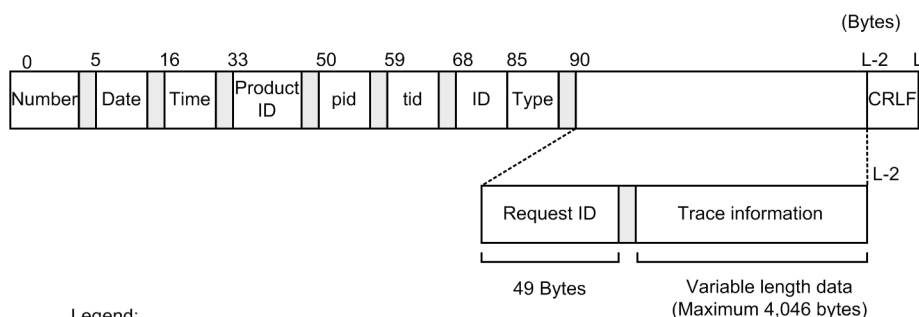 (Bytes)
0 5 16 33 50 59 68 85 90 L-2 L
Number Date Time Product ID pid tid ID Type CRLF
L-2
Request ID Trace information
49 Bytes Variable length data
(Maximum 4,046 bytes)
Legend: